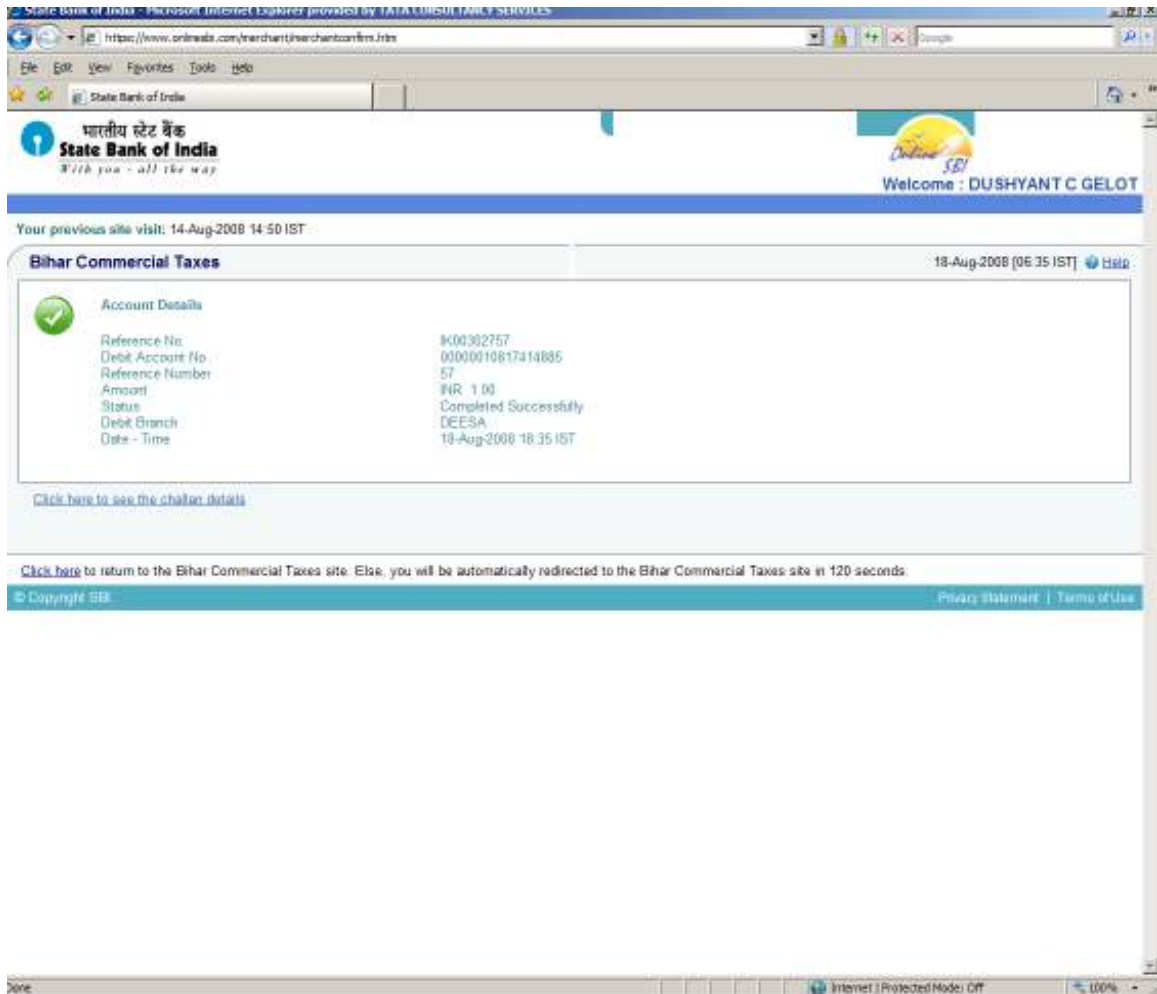 State Bank of India - Microsoft Internet Explorer provided by TATA CONSULTANCY SERVICES
https://www.onlinesbi.com/merchant/merchantconfirm.htm
Google
File Edit View Favorites Tools Help
State Bank of India
भारतीय स्टेट बैंक
State Bank of India
With you - all the way
Online SBI
Welcome : DUSHYANT C GELOT
Your previous site visit: 14-Aug-2008 14:50 IST
Bihar Commercial Taxes
18-Aug-2008 [06:35 IST] Help
Account Details
Reference No. IK00302757
Debit Account No. 00000010817414885
Reference Number 57
Amount INR 1.00
Status Completed Successfully
Debit Branch DEESA
Date - Time 18-Aug-2008 18:35 IST
Click here to see the challan details
Click here to return to the Bihar Commercial Taxes site. Else, you will be automatically redirected to the Bihar Commercial Taxes site in 120 seconds.
© Copyright SBI Privacy Statement | Terms of Use
Done Internet | Protected Mode: Off 100%